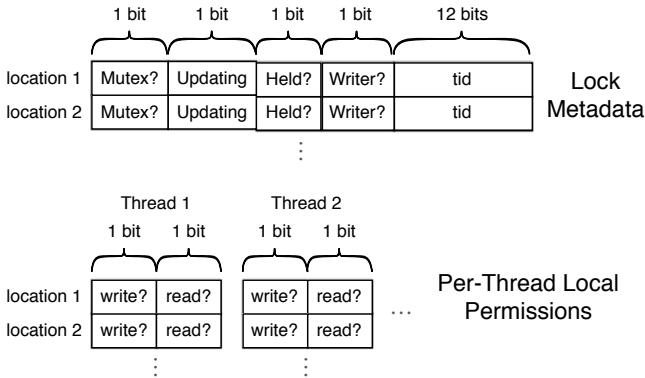 1 bit 1 bit 1 bit 1 bit 12 bits
location 1 Mutex? Updating Held? Writer? tid
location 2 Mutex? Updating Held? Writer? tid
Lock
Metadata
Thread 1 Thread 2
1 bit 1 bit 1 bit 1 bit
location 1 write? read? write? read?
location 2 write? read? write? read?
...
Per-Thread Local
Permissions